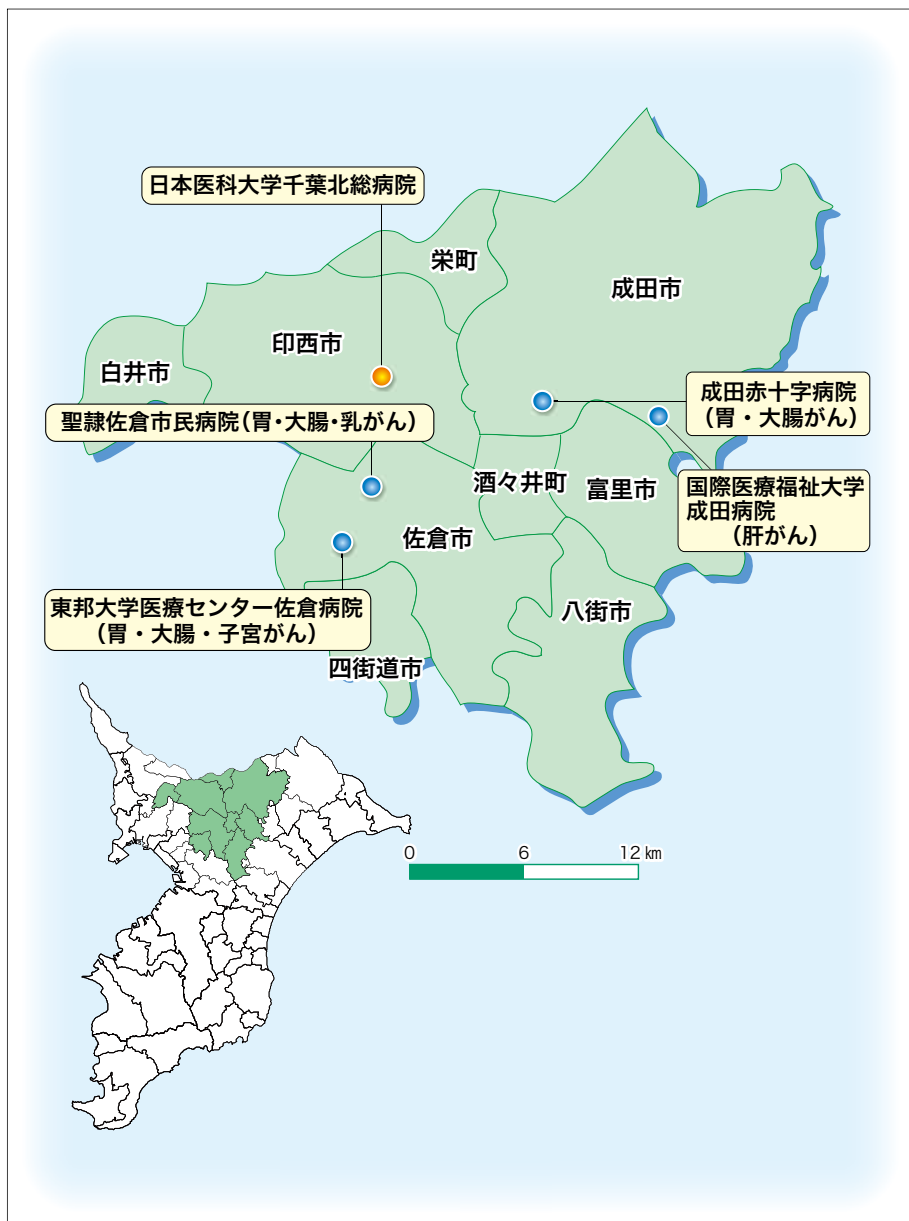 日本医科大学千葉北総病院
栄町
成田市
印西市
白井市
成田赤十字病院
（胃・大腸がん）
聖隷佐倉市民病院（胃・大腸・乳がん）
酒々井町
富里市
国際医療福祉大学
成田病院
（肝がん）
佐倉市
東邦大学医療センター佐倉病院
（胃・大腸・子宮がん）
八街市
四街道市
0 6 12 km